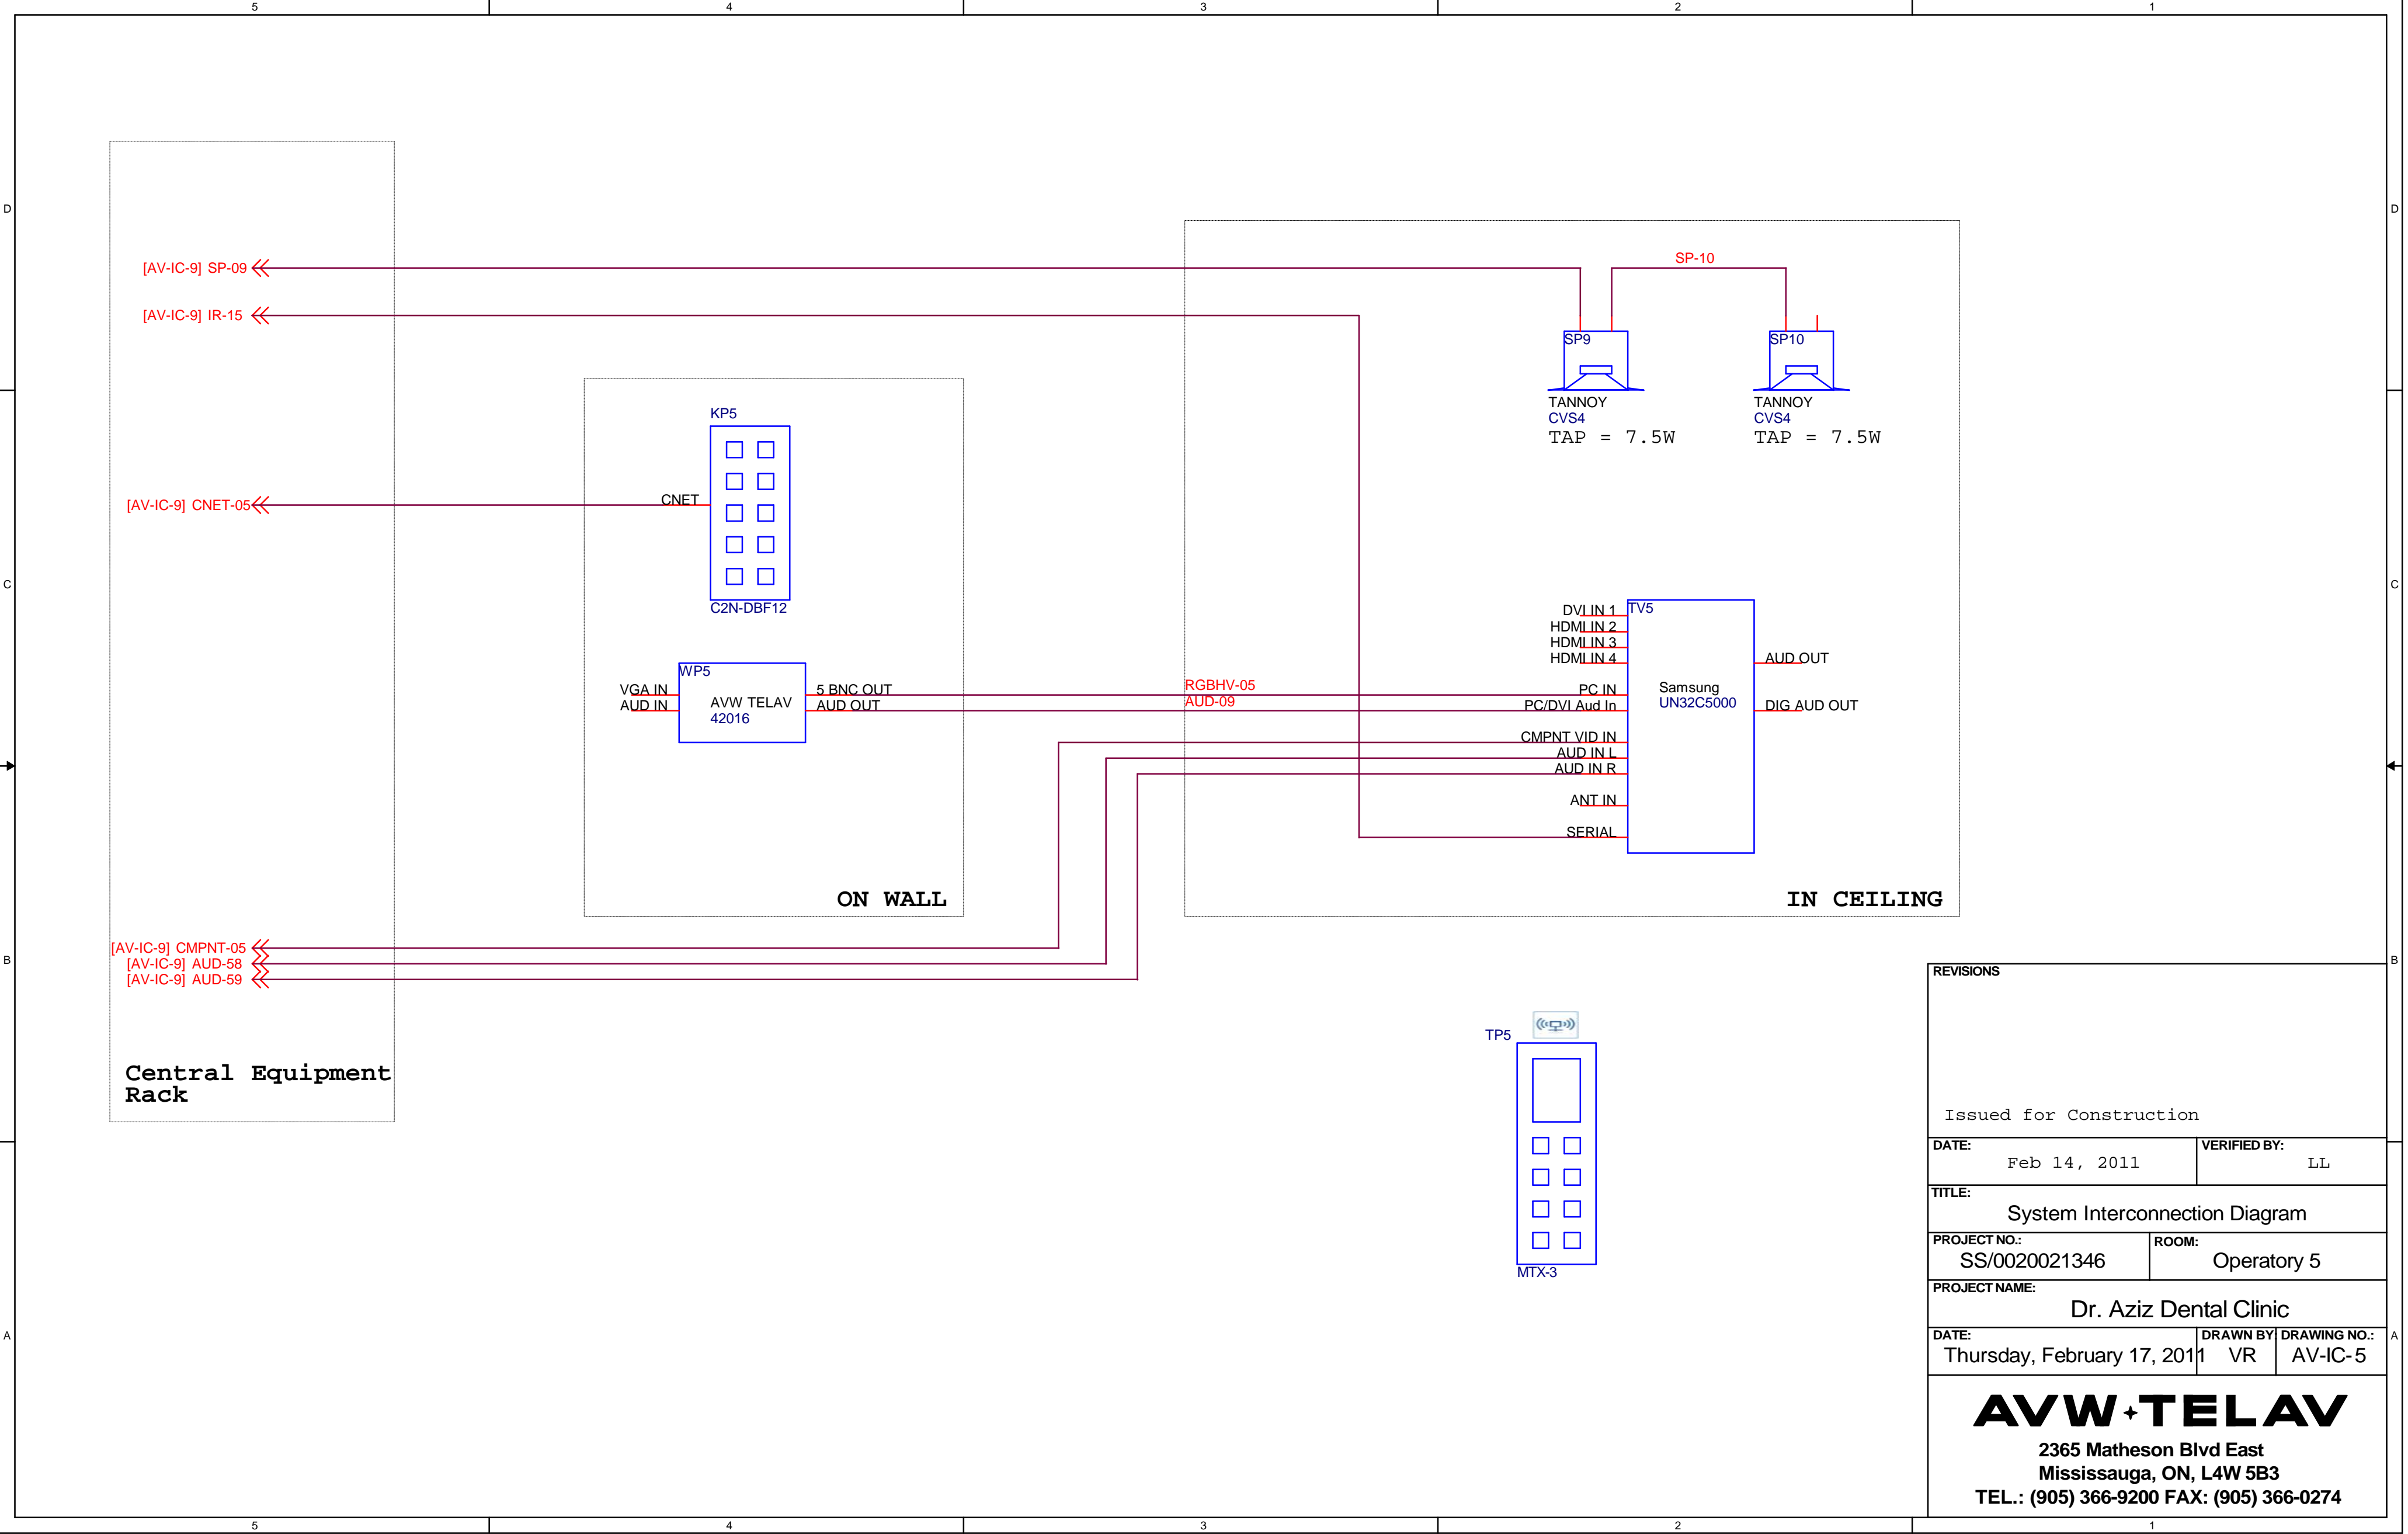 5 4 3 2 1
D D
[AV-IC-9] SP-09
SP-10
[AV-IC-9] IR-15
SP9 SP10
TANNOY TANNOY
CVS4 CVS4
TAP = 7.5W TAP = 7.5W
KP5
CNET
[AV-IC-9] CNET-05
C2N-DBF12
C C
DVI IN 1 TV5
HDMI IN 2
HDMI IN 3
HDMI IN 4 AUD OUT
WP5
VGA IN 5 BNC OUT RGBHV-05 PC IN Samsung
AUD IN AVW TELAV AUD OUT AUD-09 PC/DVI Aud In UN32C5000 DIG AUD OUT
42016
CMPNT VID IN
AUD IN L
AUD IN R
ANT IN
SERIAL
ON WALL IN CEILING
[AV-IC-9] CMPNT-05
[AV-IC-9] AUD-58
[AV-IC-9] AUD-59
B B
TP5
MTX-3
Central Equipment
Rack
REVISIONS
Issued for Construction
DATE: VERIFIED BY:
Feb 14, 2011 LL
TITLE:
System Interconnection Diagram
PROJECT NO.: ROOM:
SS/0020021346 Operatory 5
PROJECT NAME:
Dr. Aziz Dental Clinic
A A
DATE: DRAWN BY: DRAWING NO.:
Thursday, February 17, 2011 VR AV-IC-5
AVW TELAV
2365 Matheson Blvd East
Mississauga, ON, L4W 5B3
TEL.: (905) 366-9200 FAX: (905) 366-0274
5 4 3 2 1